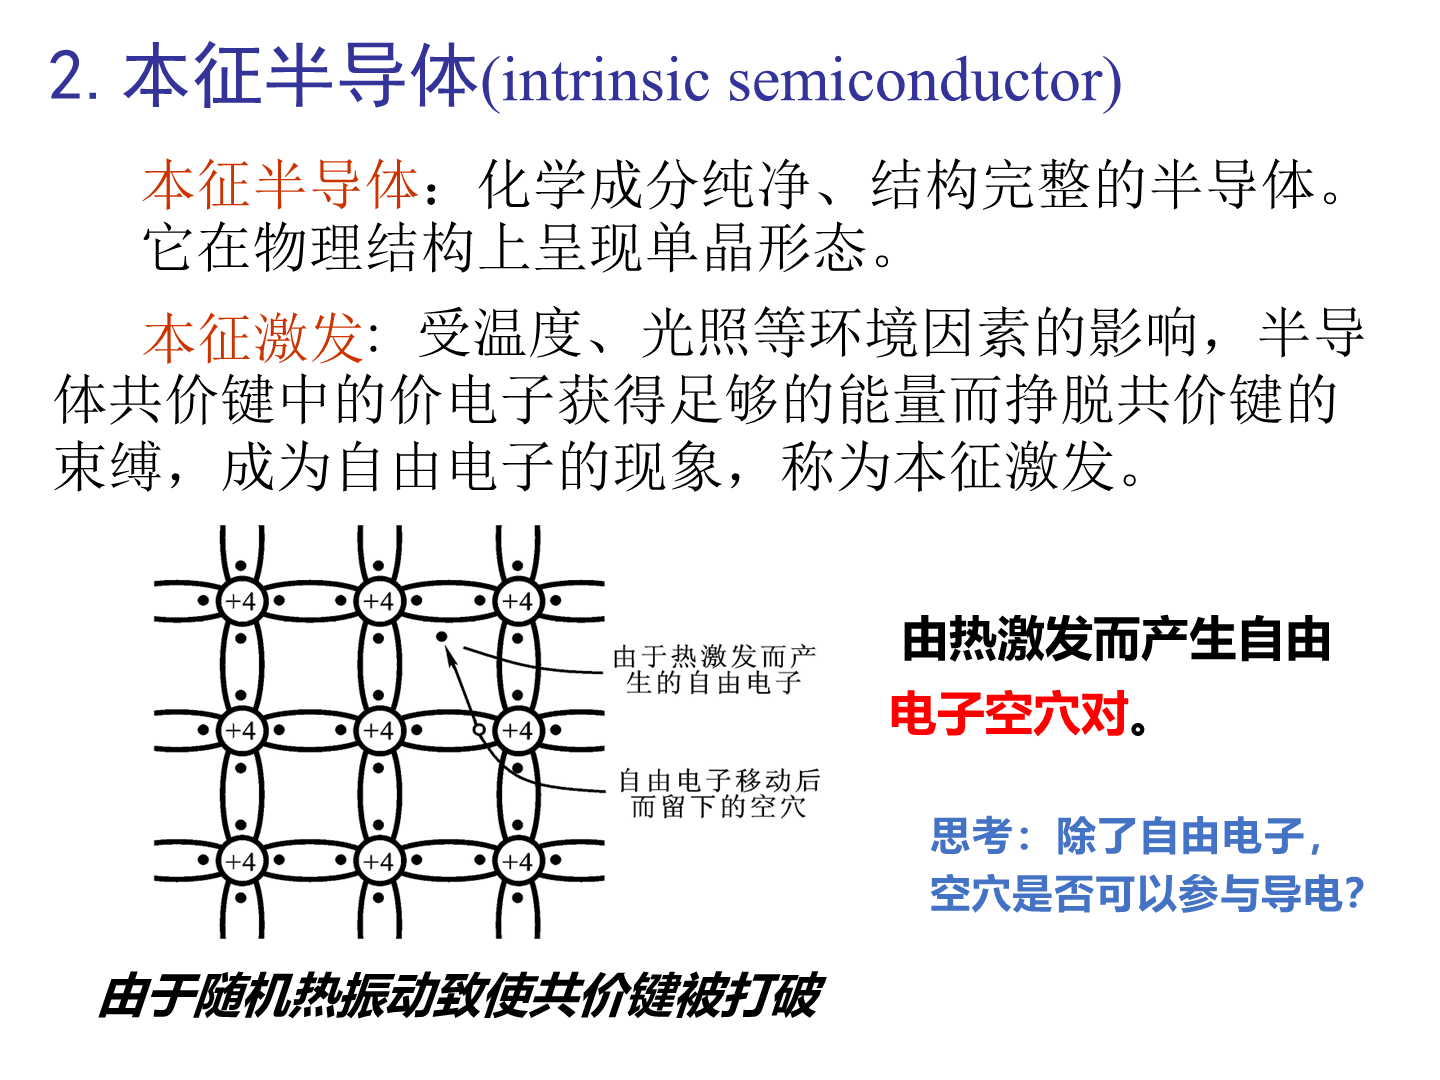 2. 本征半导体(intrinsic semiconductor)
本征半导体：化学成分纯净、结构完整的半导体。
它在物理结构上呈现单晶形态。
本征激发：受温度、光照等环境因素的影响，半导
体共价键中的价电子获得足够的能量而挣脱共价键的
束缚，成为自由电子的现象，称为本征激发。
+4 +4 +4
由于热激发而产
生的自由电子
+4 +4 +4
自由电子移动后
而留下的空穴
+4 +4 +4
由于随机热振动致使共价键被打破
由热激发而产生自由
电子空穴对。
思考：除了自由电子，
空穴是否可以参与导电？